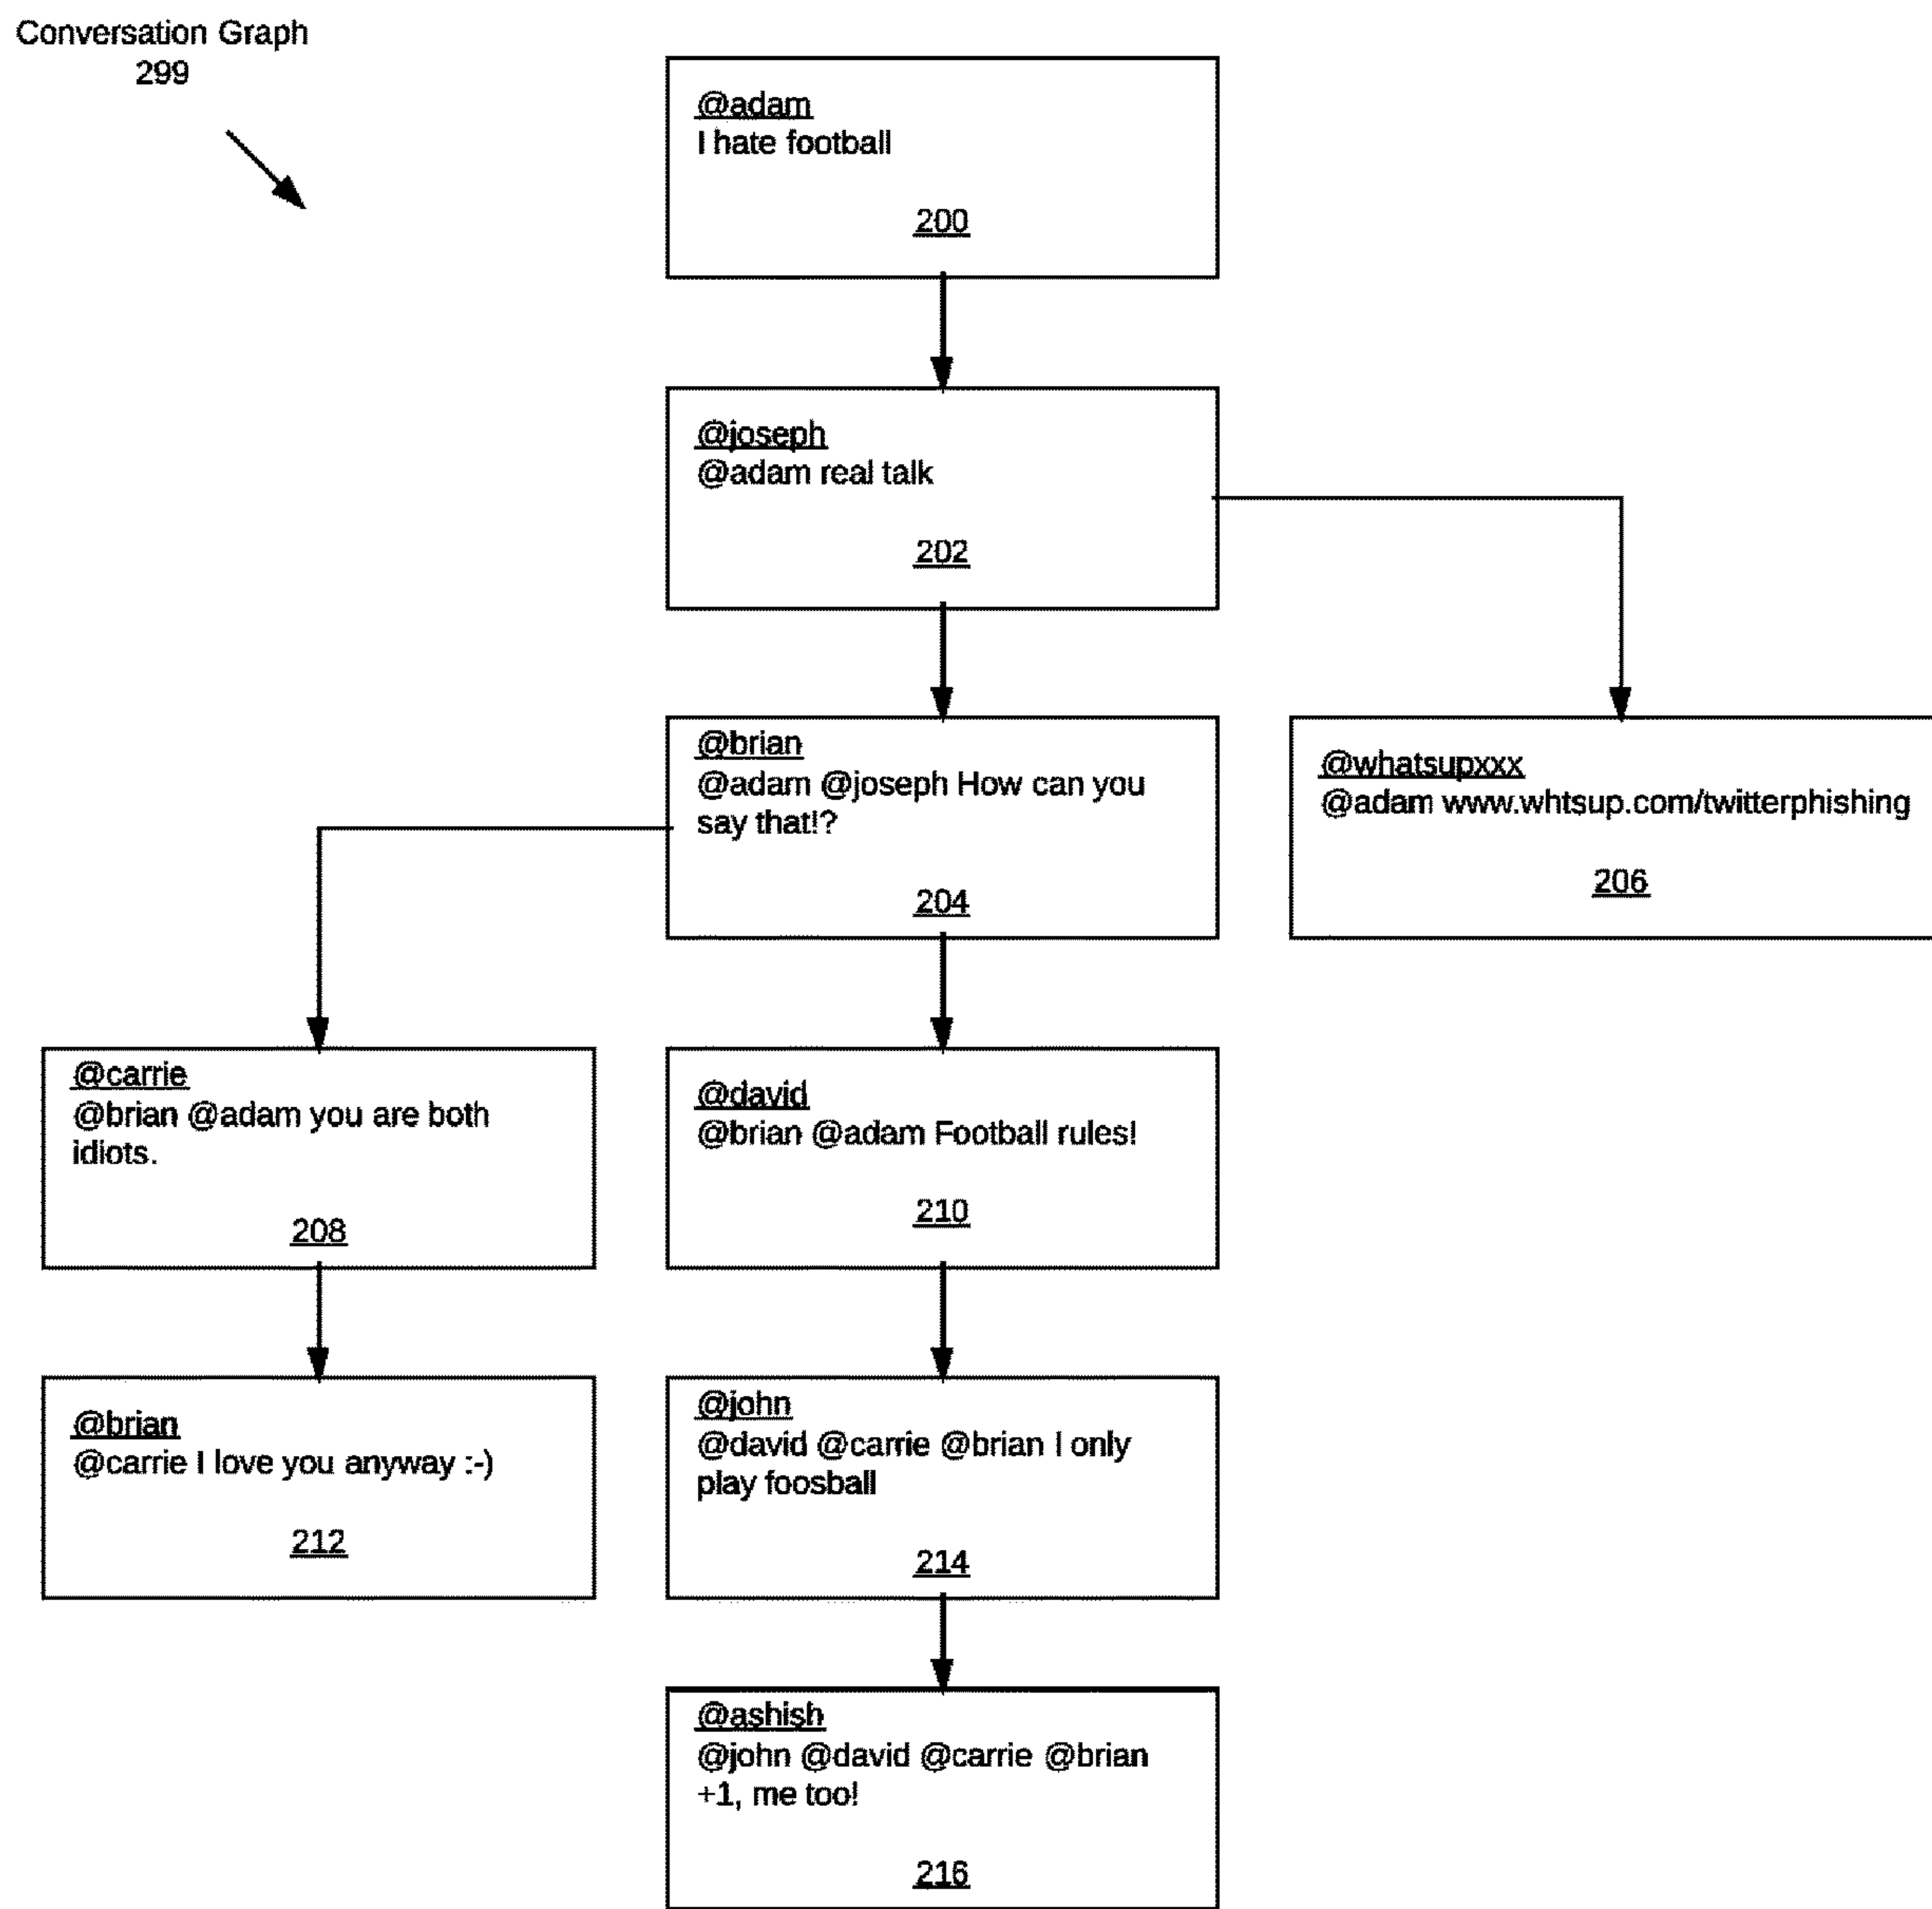 Conversation Graph
299
@adam
I hate football
200
@joseph
@adam real talk
202
@brian
@adam @joseph How can you
say that!?
204
@whatsupxxx
@adam www.whtsup.com/twitterphishing
206
@carrie
@brian @adam you are both
idiots.
208
@david
@brian @adam Football rules!
210
@brian
@carrie I love you anyway :-)
212
@john
@david @carrie @brian I only
play foosball
214
@ashish
@john @david @carrie @brian
+1, me too!
216